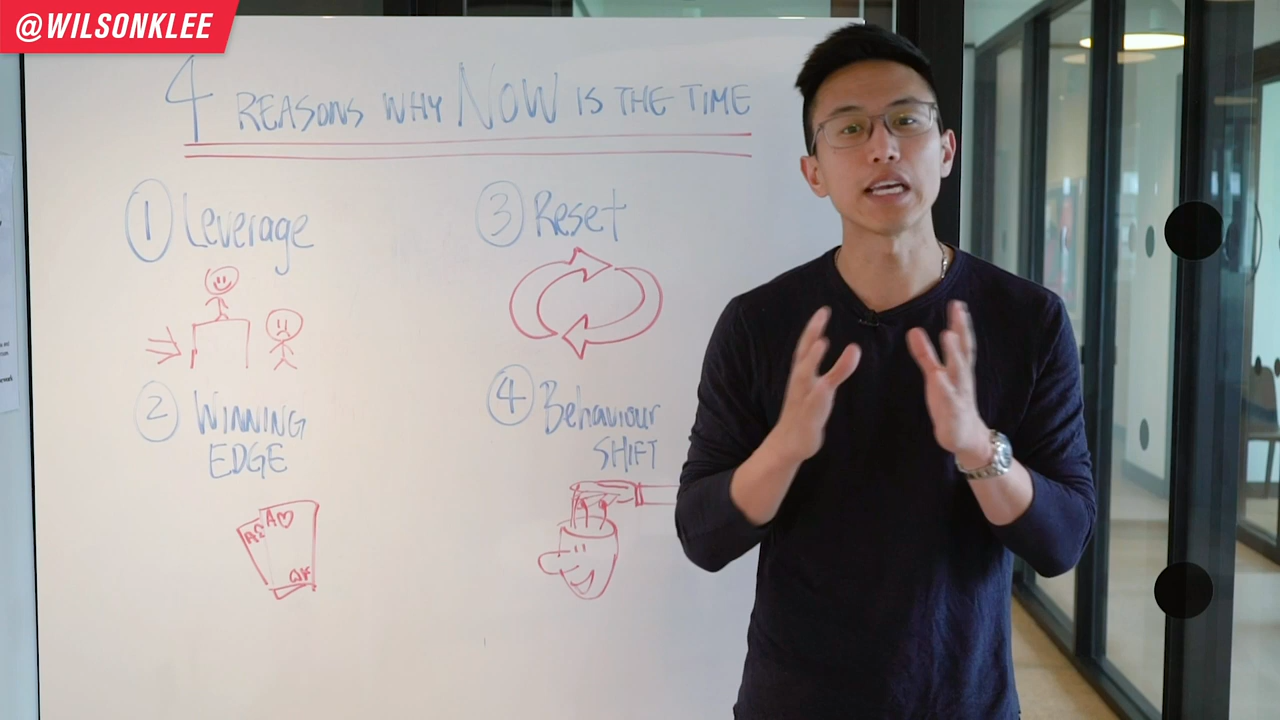 @WILSONKLEE
4 REASONS WHY NOW IS THE TIME
1 Leverage
2 WINNING
EDGE
A
A
3 Reset
4 Behaviour
SHIFT